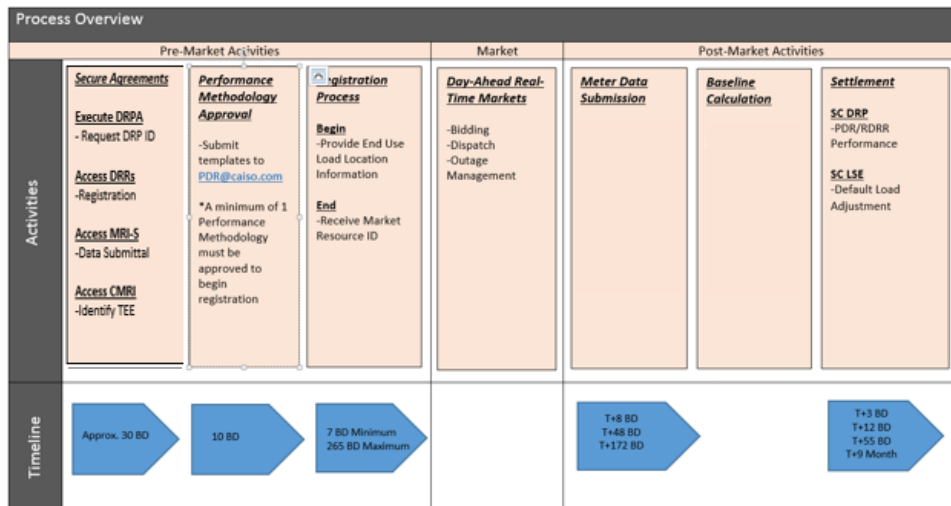 Process Overview
Pre-Market Activities
Market
Post-Market Activities
Activities
Secure Agreements
Execute DRPA
- Request DRP ID
Access DRRs
-Registration
Access MRI-S
-Data Submittal
Access CMRI
-Identify TEE
Performance
Methodology
Approval
-Submit
templates to
PDR@caiso.com
*A minimum of 1
Performance
Methodology
must be
approved to
begin
registration
gistration
Process
Begin
-Provide End Use
Load Location
Information
End
-Receive Market
Resource ID
Day-Ahead Real-
Time Markets
-Bidding
-Dispatch
-Outage
Management
Meter Data
Submission
Baseline
Calculation
Settlement
SC DRP
-PDR/RDRR
Performance
SC LSE
-Default Load
Adjustment
Timeline
Approx. 30 BD
10 BD
7 BD Minimum
265 BD Maximum
T+8 BD
T+48 BD
T+172 BD
T+3 BD
T+12 BD
T+55 BD
T+9 Month